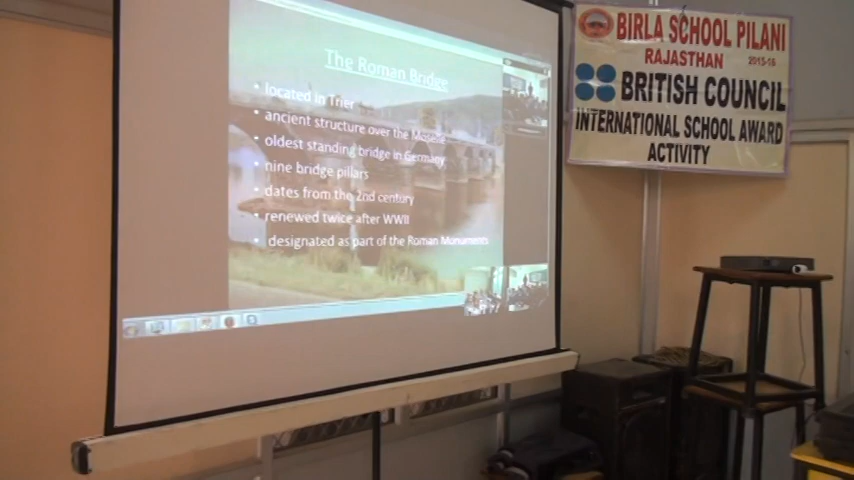 The Roman Bridge
• located in Trier
• ancient structure over the Moselle
• oldest standing bridge in Germany
• nine bridge pillars
• dates from the 2nd century
• renewed twice after WWII
• designated as part of the Roman Monuments
BIRLA SCHOOL PILANI
RAJASTHAN 2015-16
BRITISH COUNCIL
INTERNATIONAL SCHOOL AWARD
ACTIVITY